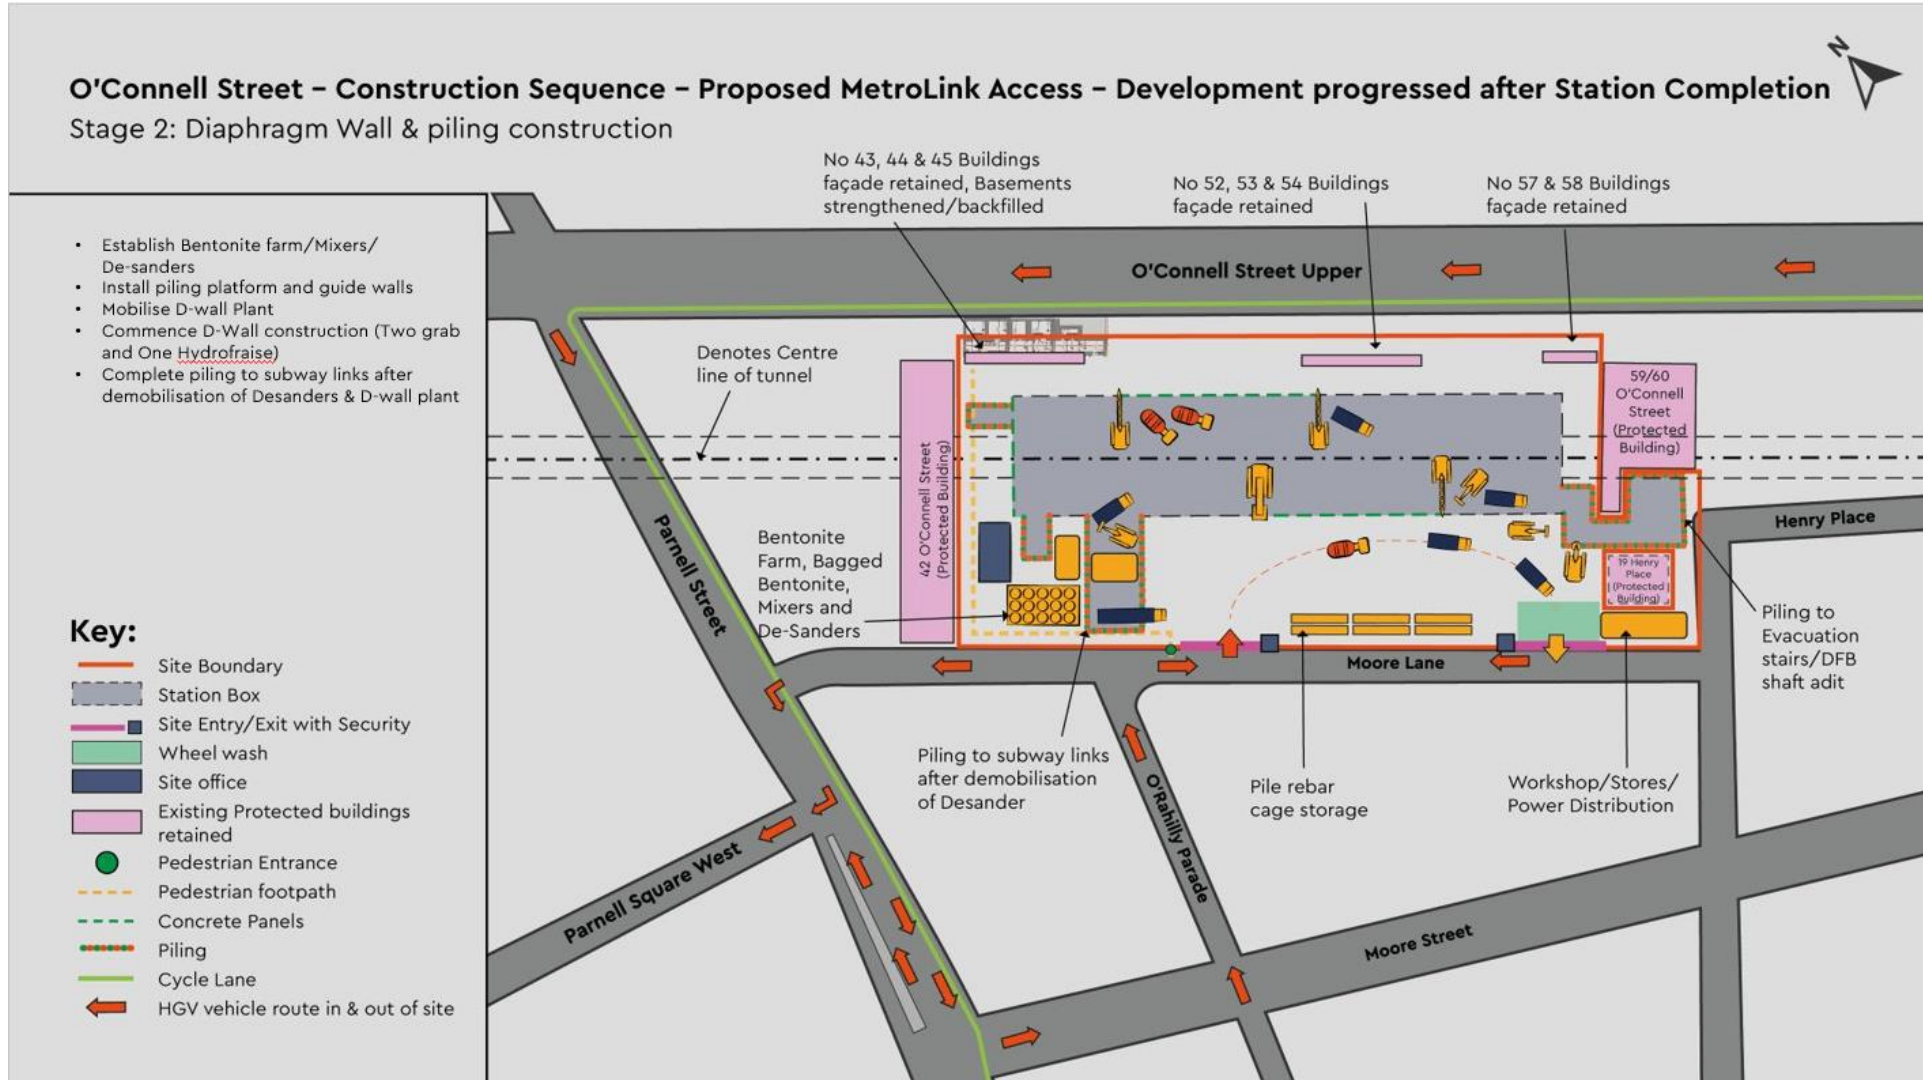 N
O'Connell Street – Construction Sequence – Proposed MetroLink Access – Development progressed after Station Completion
Stage 2: Diaphragm Wall & piling construction
• Establish Bentonite farm/Mixers/
De-sanders
• Install piling platform and guide walls
• Mobilise D-wall Plant
• Commence D-Wall construction (Two grab
and One Hydrofraise)
• Complete piling to subway links after
demobilisation of Desanders & D-wall plant
Key:
Site Boundary
Station Box
Site Entry/Exit with Security
Wheel wash
Site office
Existing Protected buildings
retained
Pedestrian Entrance
Pedestrian footpath
Concrete Panels
Piling
Cycle Lane
HGV vehicle route in & out of site
No 43, 44 & 45 Buildings
façade retained, Basements
strengthened/backfilled
No 52, 53 & 54 Buildings
façade retained
No 57 & 58 Buildings
façade retained
O'Connell Street Upper
Denotes Centre
line of tunnel
42 O'Connell Street
(Protected Building)
59/60
O'Connell
Street
(Protected
Building)
Parnell Street
Bentonite
Farm, Bagged
Bentonite,
Mixers and
De-Sanders
Henry Place
19 Henry
Place
(Protected
Building)
Piling to
Evacuation
stairs/DFB
shaft adit
Moore Lane
Piling to subway links
after demobilisation
of Desander
O'Rahilly Parade
Pile rebar
cage storage
Workshop/Stores/
Power Distribution
Parnell Square West
Moore Street